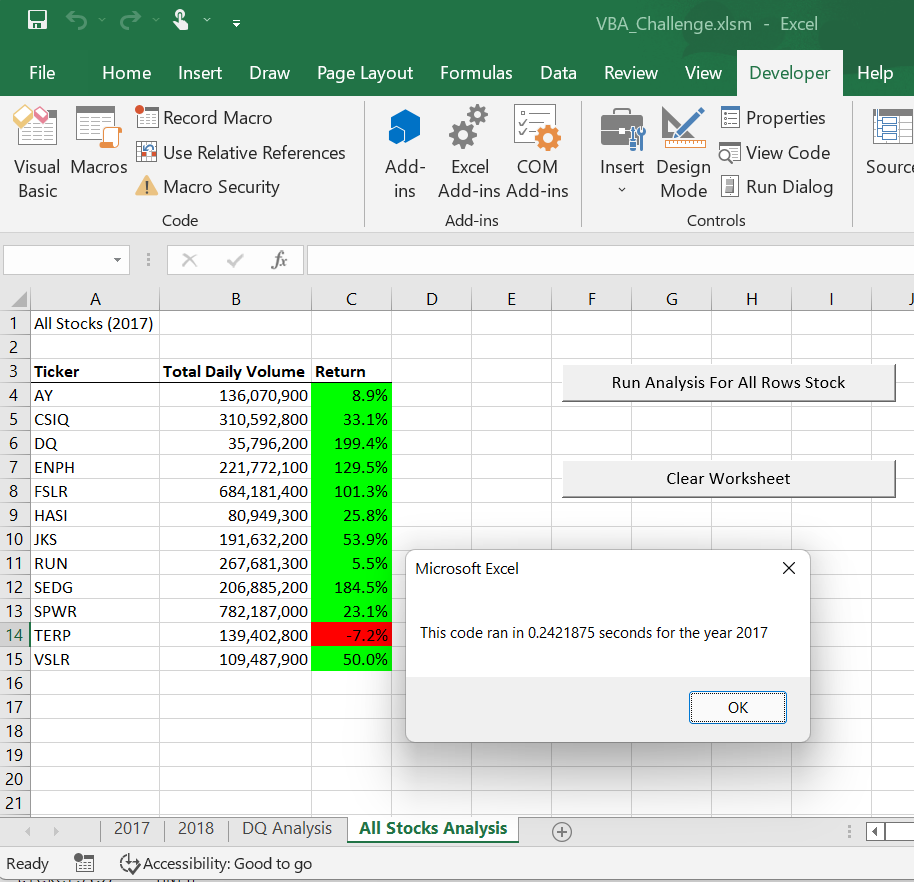 VBA_Challenge.xlsm - Excel
File Home Insert Draw Page Layout Formulas Data Review View Developer Help
Visual Basic
Macros
Record Macro
Use Relative References
Macro Security
Code
Add-ins
Excel Add-ins
COM Add-ins
Add-ins
Insert
Design Mode
Properties
View Code
Run Dialog
Controls
Sourc
fx
A B C D E F G H I J
1 All Stocks (2017)
2
3 Ticker Total Daily Volume Return
4 AY 136,070,900 8.9%
5 CSIQ 310,592,800 33.1%
6 DQ 35,796,200 199.4%
7 ENPH 221,772,100 129.5%
8 FSLR 684,181,400 101.3%
9 HASI 80,949,300 25.8%
10 JKS 191,632,200 53.9%
11 RUN 267,681,300 5.5%
12 SEDG 206,885,200 184.5%
13 SPWR 782,187,000 23.1%
14 TERP 139,402,800 -7.2%
15 VSLR 109,487,900 50.0%
16
17
18
19
20
21
Run Analysis For All Rows Stock
Clear Worksheet
Microsoft Excel
This code ran in 0.2421875 seconds for the year 2017
OK
2017 2018 DQ Analysis All Stocks Analysis
Ready Accessibility: Good to go